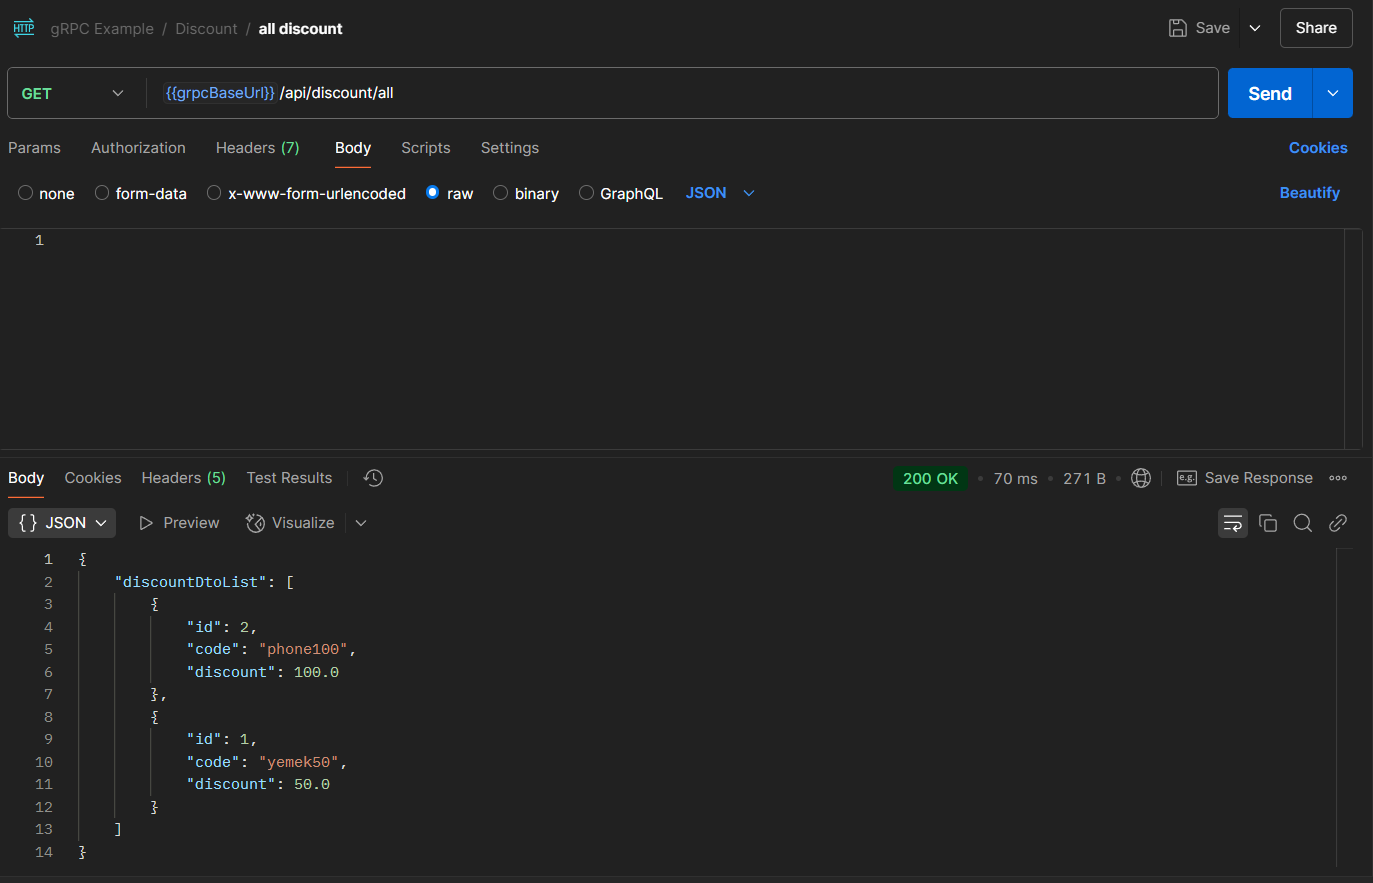 HTTP gRPC Example / Discount / all discount Save Share
GET {{grpcBaseUrl}} /api/discount/all Send
Params Authorization Headers (7) Body Scripts Settings Cookies
none form-data x-www-form-urlencoded raw binary GraphQL JSON Beautify
1
Body Cookies Headers (5) Test Results 200 OK • 70 ms • 271 B • e.g. Save Response
{} JSON Preview Visualize
1 {
2 "discountDtoList": [
3 {
4 "id": 2,
5 "code": "phone100",
6 "discount": 100.0
7 },
8 {
9 "id": 1,
10 "code": "yemek50",
11 "discount": 50.0
12 }
13 ]
14 }